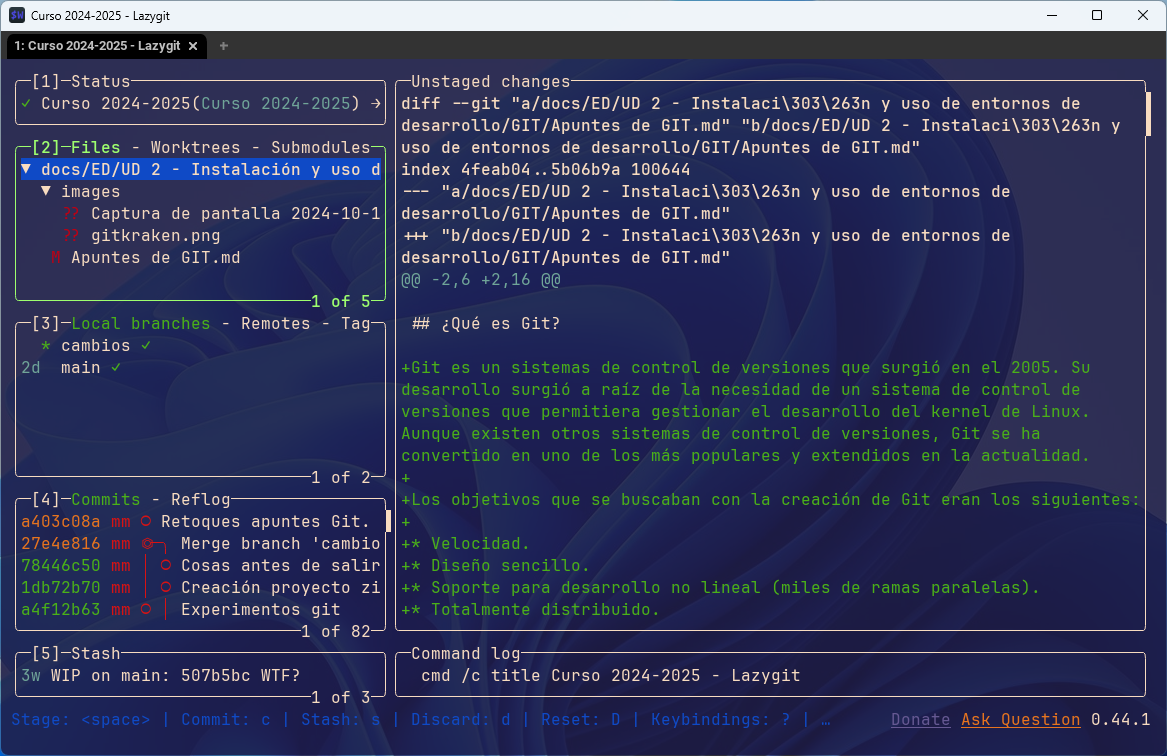 Curso 2024-2025 - Lazygit
1: Curso 2024-2025 - Lazygit
[1]─Status
✓ Curso 2024-2025(Curso 2024-2025) →
[2]─Files - Worktrees - Submodules
▼ docs/ED/UD 2 - Instalación y uso d
▼ images
?? Captura de pantalla 2024-10-1
?? gitkraken.png
M Apuntes de GIT.md
1 of 5
[3]─Local branches - Remotes - Tag
* cambios ✓
2d main ✓
1 of 2
[4]─Commits - Reflog
a403c08a mm Retoques apuntes Git.
27e4e816 mm Merge branch 'cambio
78446c50 mm Cosas antes de salir
1db72b70 mm Creación proyecto zi
a4f12b63 mm Experimentos git
1 of 82
[5]─Stash
3w WIP on main: 507b5bc WTF?
1 of 3
Unstaged changes
diff --git "a/docs/ED/UD 2 - Instalaci\303\263n y uso de entornos de
desarrollo/GIT/Apuntes de GIT.md" "b/docs/ED/UD 2 - Instalaci\303\263n y
uso de entornos de desarrollo/GIT/Apuntes de GIT.md"
index 4feab04..5b06b9a 100644
--- "a/docs/ED/UD 2 - Instalaci\303\263n y uso de entornos de
desarrollo/GIT/Apuntes de GIT.md"
+++ "b/docs/ED/UD 2 - Instalaci\303\263n y uso de entornos de
desarrollo/GIT/Apuntes de GIT.md"
@@ -2,6 +2,16 @@
## ¿Qué es Git?
+Git es un sistemas de control de versiones que surgió en el 2005. Su
desarrollo surgió a raíz de la necesidad de un sistema de control de
versiones que permitiera gestionar el desarrollo del kernel de Linux.
Aunque existen otros sistemas de control de versiones, Git se ha
convertido en uno de los más populares y extendidos en la actualidad.
+
+Los objetivos que se buscaban con la creación de Git eran los siguientes:
+
+* Velocidad.
+* Diseño sencillo.
+* Soporte para desarrollo no lineal (miles de ramas paralelas).
+* Totalmente distribuido.
Command log
cmd /c title Curso 2024-2025 - Lazygit
Stage: <space> | Commit: c | Stash: s | Discard: d | Reset: D | Keybindings: ? | … Donate Ask Question 0.44.1